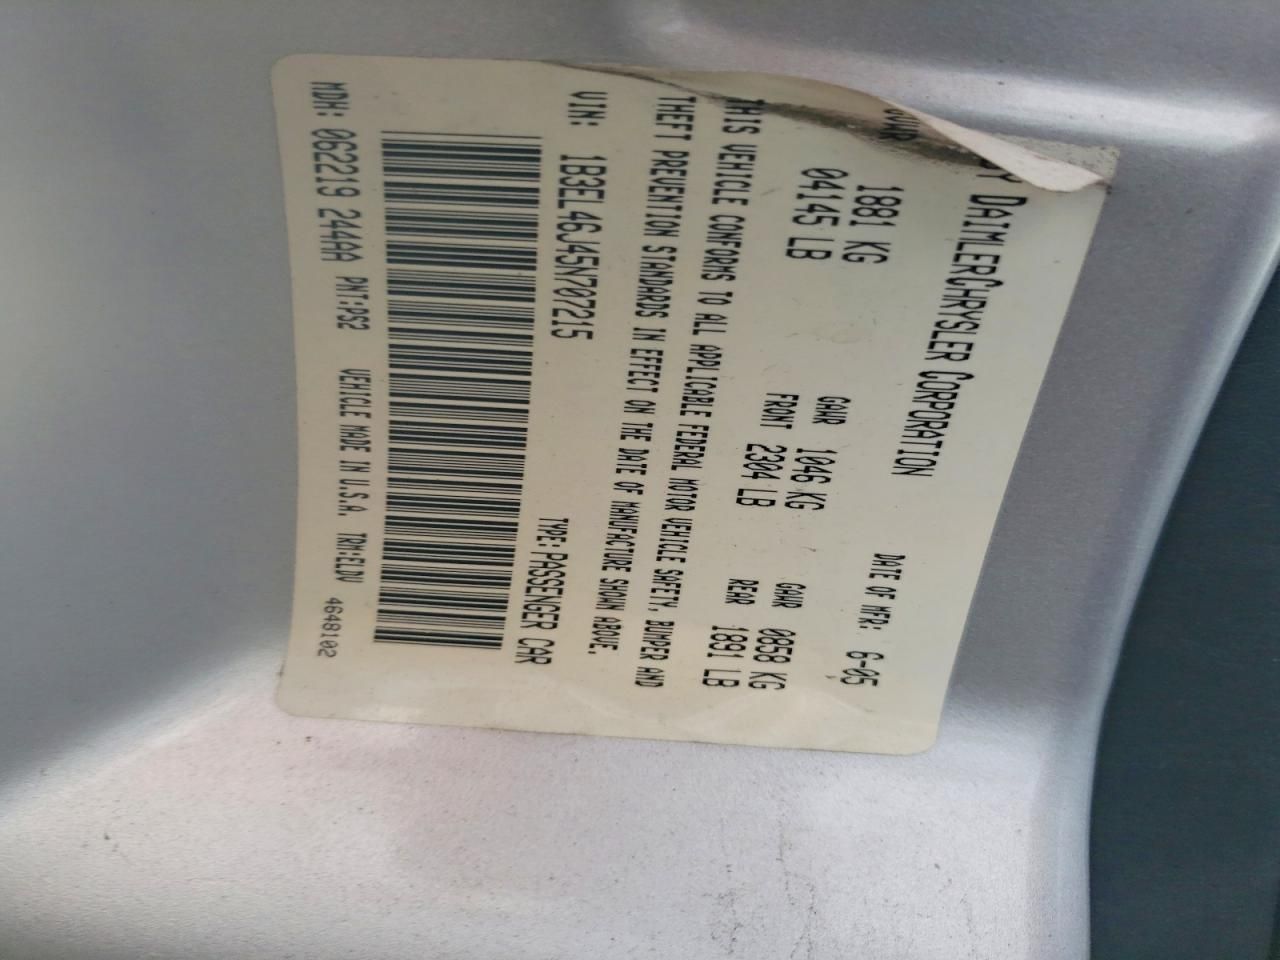 BY DAIMLERCHRYSLER CORPORATION
DATE OF MFR: 6-05
GVWR 1881 KG
04145 LB
GAWR 1046 KG
FRONT 2304 LB
GAWR 0858 KG
REAR 1891 LB
THIS VEHICLE CONFORMS TO ALL APPLICABLE FEDERAL MOTOR VEHICLE SAFETY, BUMPER AND
THEFT PREVENTION STANDARDS IN EFFECT ON THE DATE OF MANUFACTURE SHOWN ABOVE.
VIN: 1B3EL46J45N707215
TYPE: PASSENGER CAR
MDH: 062219 244AA PNT:PS2 VEHICLE MADE IN U.S.A. TRM:ELDV 4648102